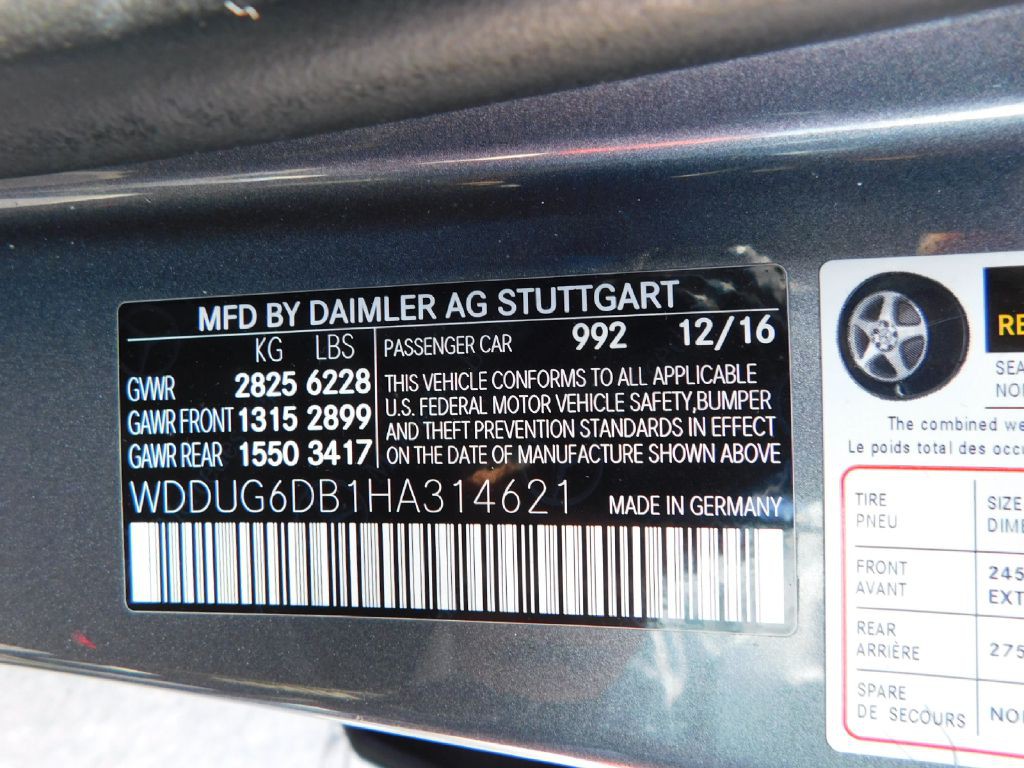 MFD BY DAIMLER AG STUTTGART
KG LBS
GVWR 2825 6228
GAWR FRONT 1315 2899
GAWR REAR 1550 3417
PASSENGER CAR 992 12/16
THIS VEHICLE CONFORMS TO ALL APPLICABLE
U.S. FEDERAL MOTOR VEHICLE SAFETY,BUMPER
AND THEFT PREVENTION STANDARDS IN EFFECT
ON THE DATE OF MANUFACTURE SHOWN ABOVE
WDDUG6DB1HA314621 MADE IN GERMANY
The combined
Le poids total des
TIRE
PNEU
SIZE
FRONT
AVANT
245
REAR
ARRIÈRE
275
SPARE
DE SECOURS